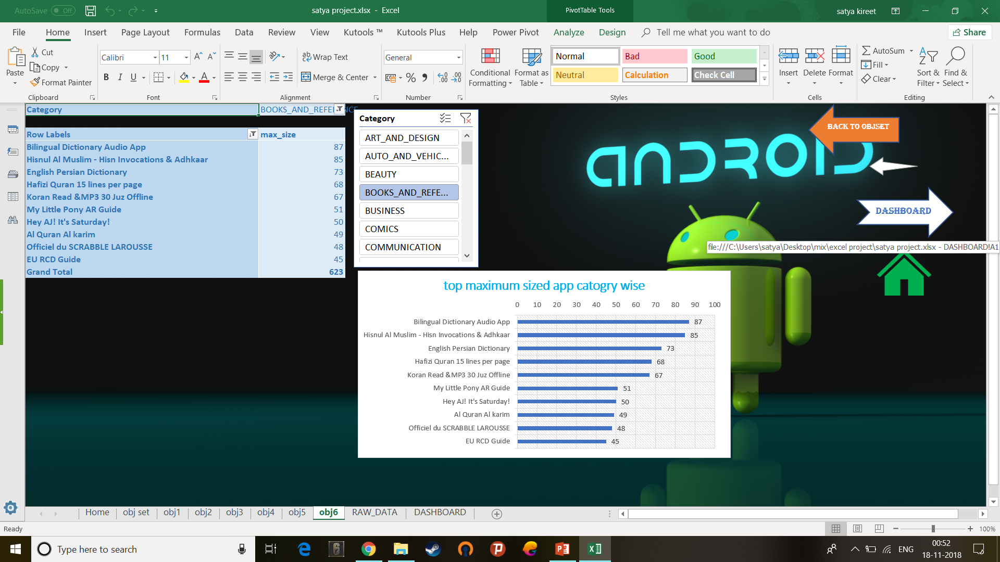 AutoSave Off
satya project.xlsx - Excel
PivotTable Tools
satya kireet
File Home Insert Page Layout Formulas Data Review View Kutools ™ Kutools Plus Help Power Pivot Analyze Design Tell me what you want to do Share
Paste
Cut
Copy
Format Painter
Clipboard
Calibri 11
B I U
Font
Wrap Text
Merge & Center
Alignment
General
Number
Conditional Formatting
Format as Table
Normal Bad Good
Neutral Calculation Check Cell
Styles
Insert Delete Format
Cells
AutoSum
Fill
Clear
Sort & Filter
Find & Select
Editing
Category BOOKS_AND_REFERENCE
Row Labels max_size
Bilingual Dictionary Audio App 87
Hisnul Al Muslim - Hisn Invocations & Adhkaar 85
English Persian Dictionary 73
Hafizi Quran 15 lines per page 68
Koran Read &MP3 30 Juz Offline 67
My Little Pony AR Guide 51
Hey AJ! It's Saturday! 50
Al Quran Al karim 49
Officiel du SCRABBLE LAROUSSE 48
EU RCD Guide 45
Grand Total 623
Category
ART_AND_DESIGN
AUTO_AND_VEHIC...
BEAUTY
BOOKS_AND_REFE...
BUSINESS
COMICS
COMMUNICATION
BACK TO OBJSET
ANDROID
DASHBOARD
file:///C:\Users\satya\Desktop\mix\excel project\satya project.xlsx - DASHBOARD!A1
top maximum sized app catogry wise
0 10 20 30 40 50 60 70 80 90 100
Bilingual Dictionary Audio App 87
Hisnul Al Muslim - Hisn Invocations & Adhkaar 85
English Persian Dictionary 73
Hafizi Quran 15 lines per page 68
Koran Read &MP3 30 Juz Offline 67
My Little Pony AR Guide 51
Hey AJ! It's Saturday! 50
Al Quran Al karim 49
Officiel du SCRABBLE LAROUSSE 48
EU RCD Guide 45
Home obj set obj1 obj2 obj3 obj4 obj5 obj6 RAW_DATA DASHBOARD
Ready
100%
Type here to search
ENG
00:52
18-11-2018